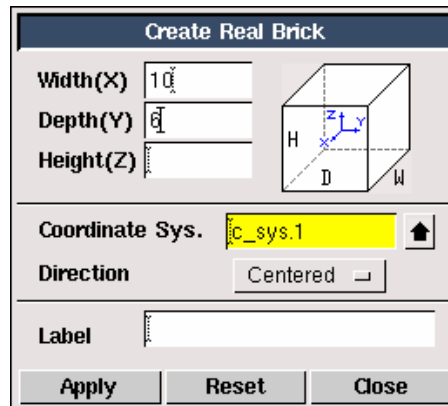 Create Real Brick
Width(X) 10
Depth(Y) 6
Height(Z)
Z
Y
X
H
D
W
Coordinate Sys. c_sys.1
Direction Centered
Label
Apply Reset Close